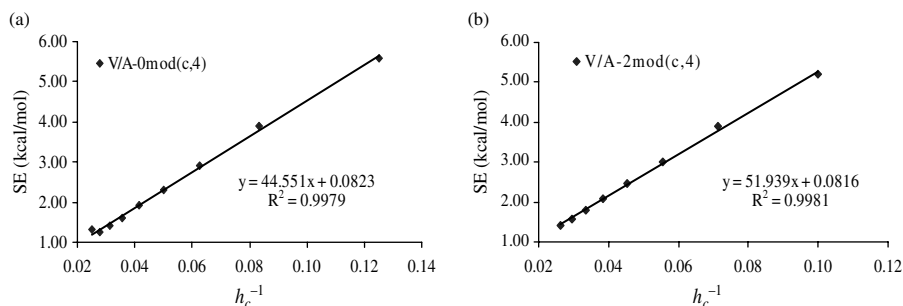 (a)
6.00
5.00
4.00
3.00
2.00
1.00
SE (kcal/mol)
V/A-0mod(c,4)
y = 44.551x + 0.0823
R² = 0.9979
0.02 0.04 0.06 0.08 0.10 0.12 0.14
h_c⁻¹
(b)
6.00
5.00
4.00
3.00
2.00
1.00
SE (kcal/mol)
V/A-2mod(c,4)
y = 51.939x + 0.0816
R² = 0.9981
0.02 0.04 0.06 0.08 0.10 0.12
h_c⁻¹